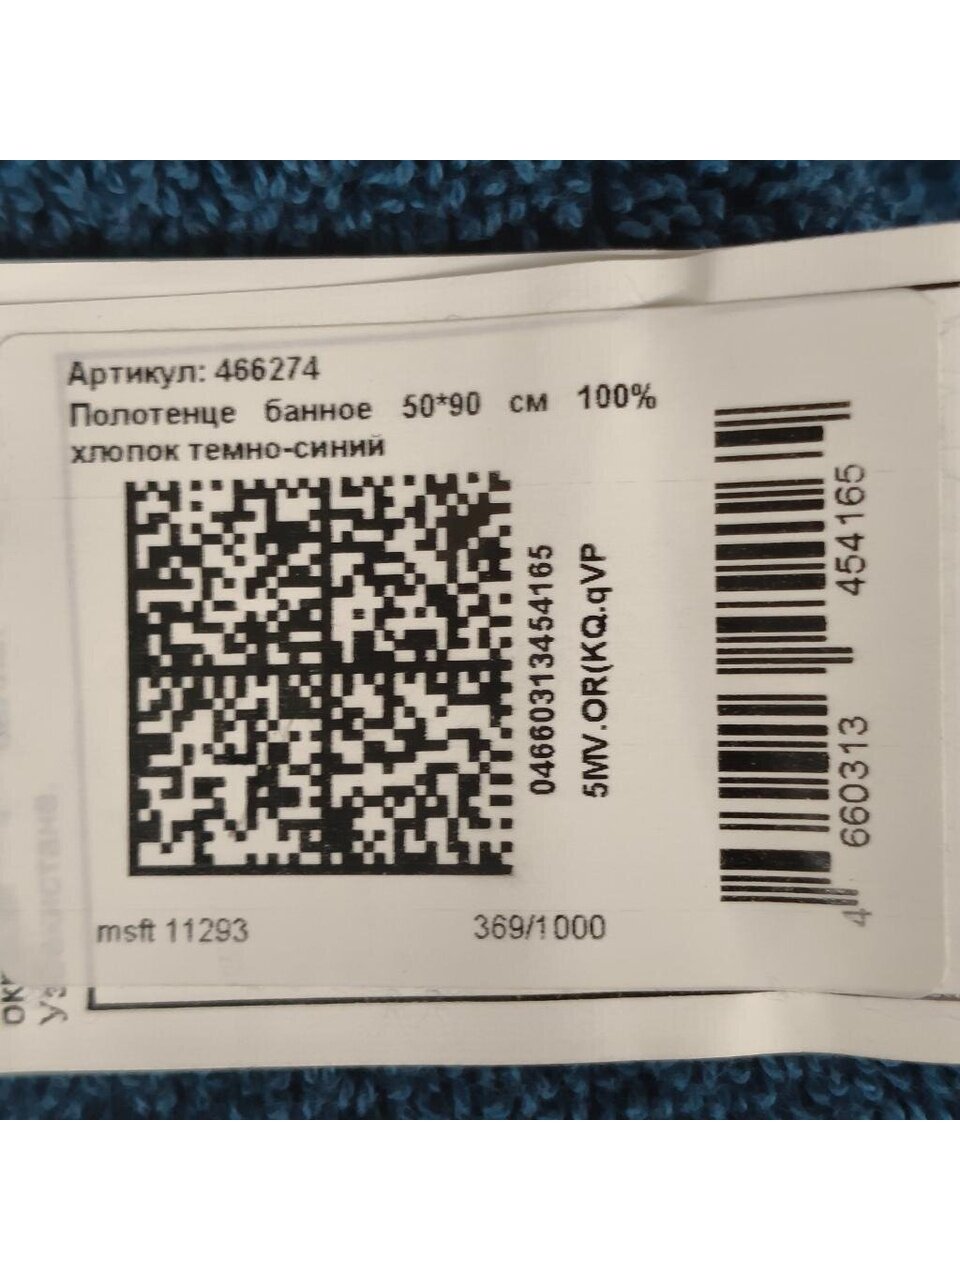 Артикул: 466274
Полотенце банное 50*90 см 100%
хлопок темно-синий
04660313454165
5MV.OR(KQ.qVP
4 660313 454165
msft 11293
369/1000